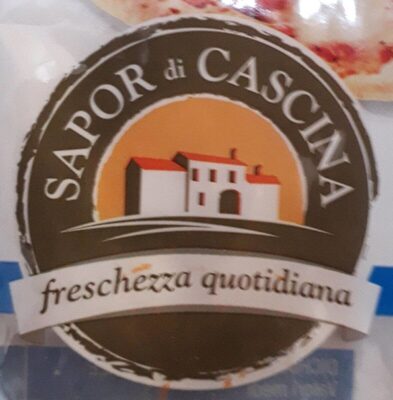 SAPOR di CASCINA
freschezza quotidiana